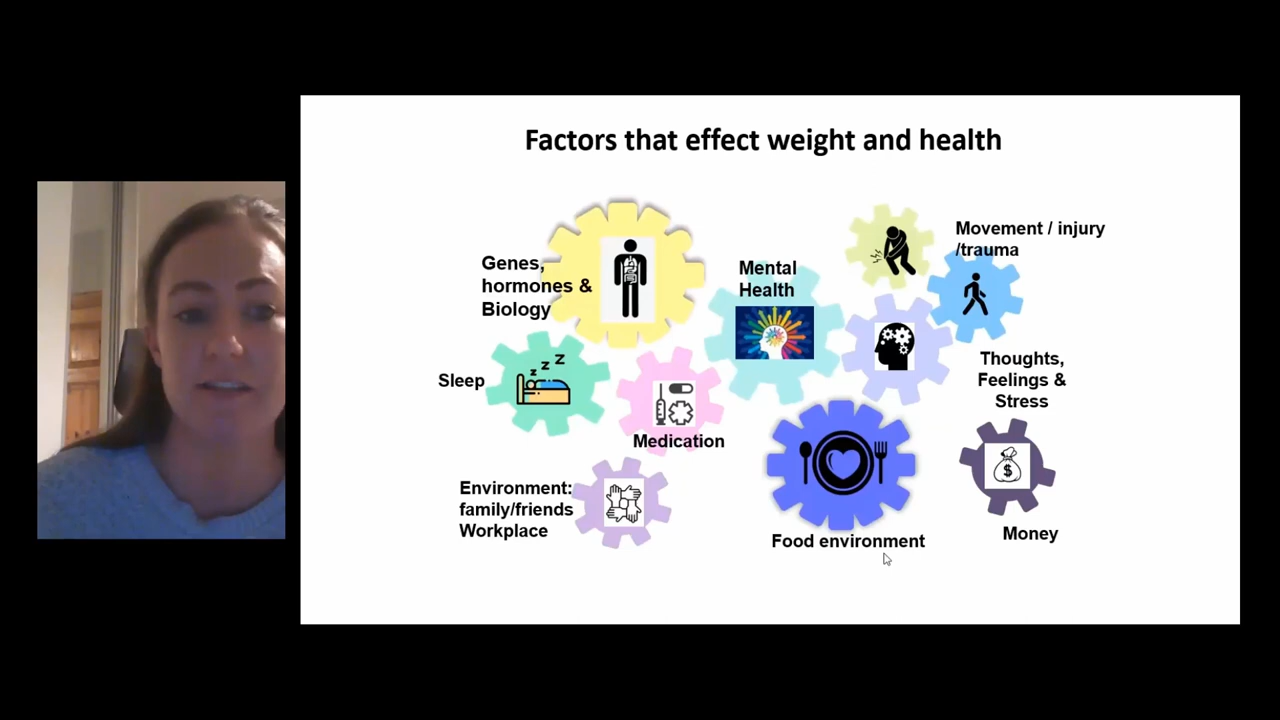 Factors that effect weight and health
Genes,
hormones &
Biology
Mental
Health
Movement / injury
/trauma
Sleep
z z z
Medication
Thoughts,
Feelings &
Stress
Environment:
family/friends
Workplace
Food environment
$
Money